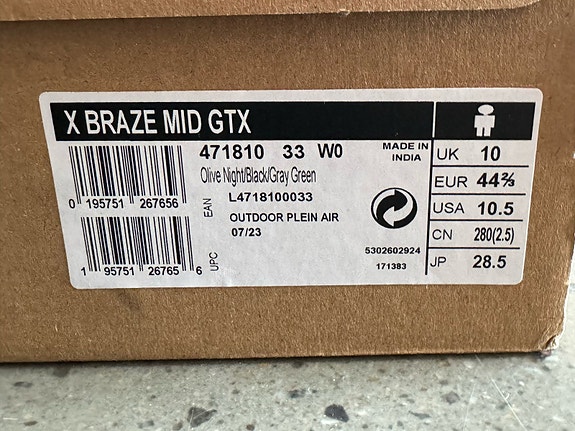 X BRAZE MID GTX
471810 33 W0
Olive Night/Black/Gray Green
EAN
L4718100033
OUTDOOR PLEIN AIR
07/23
UPC
0 195751 267656
1 95751 26765 6
MADE IN
INDIA
5302602924
171383
UK 10
EUR 44⅔
USA 10.5
CN 280(2.5)
JP 28.5